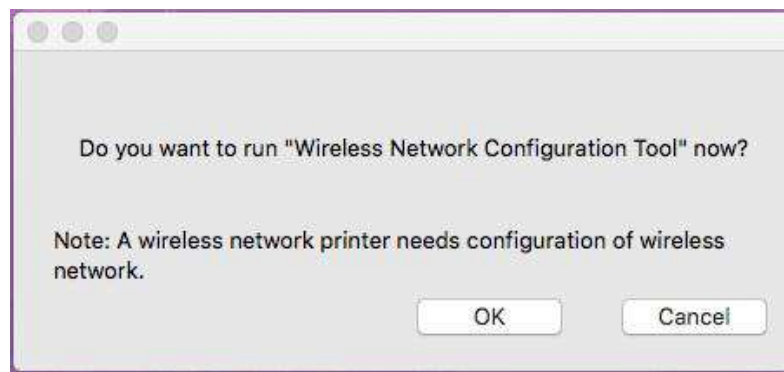 Do you want to run "Wireless Network Configuration Tool" now?
Note: A wireless network printer needs configuration of wireless
network.
OK Cancel